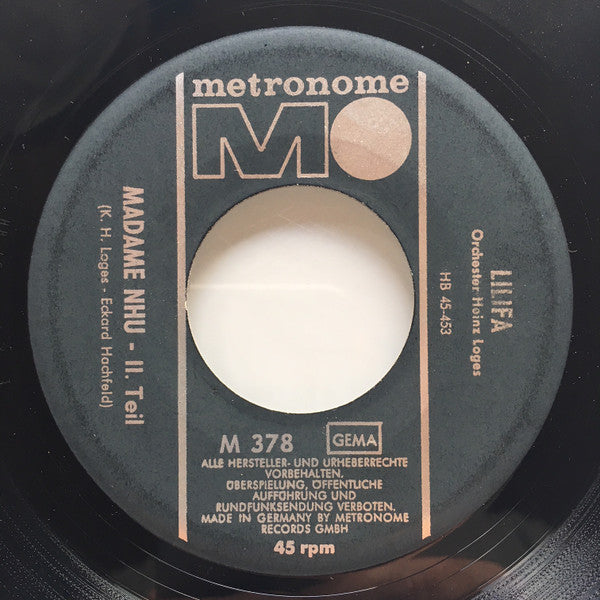 metronome
MO
MADAME NHU - II. Teil
(K. H. Loges - Eckard Hachfeld)
LILIFA
Orchester Heinz Loges
HB 45-453
M 378
GEMA
ALLE HERSTELLER- UND URHEBERRECHTE
VORBEHALTEN.
ÜBERSPIELUNG, ÖFFENTLICHE
AUFFÜHRUNG UND
RUNDFUNKSENDUNG VERBOTEN.
MADE IN GERMANY BY METRONOME
RECORDS GMBH
45 rpm